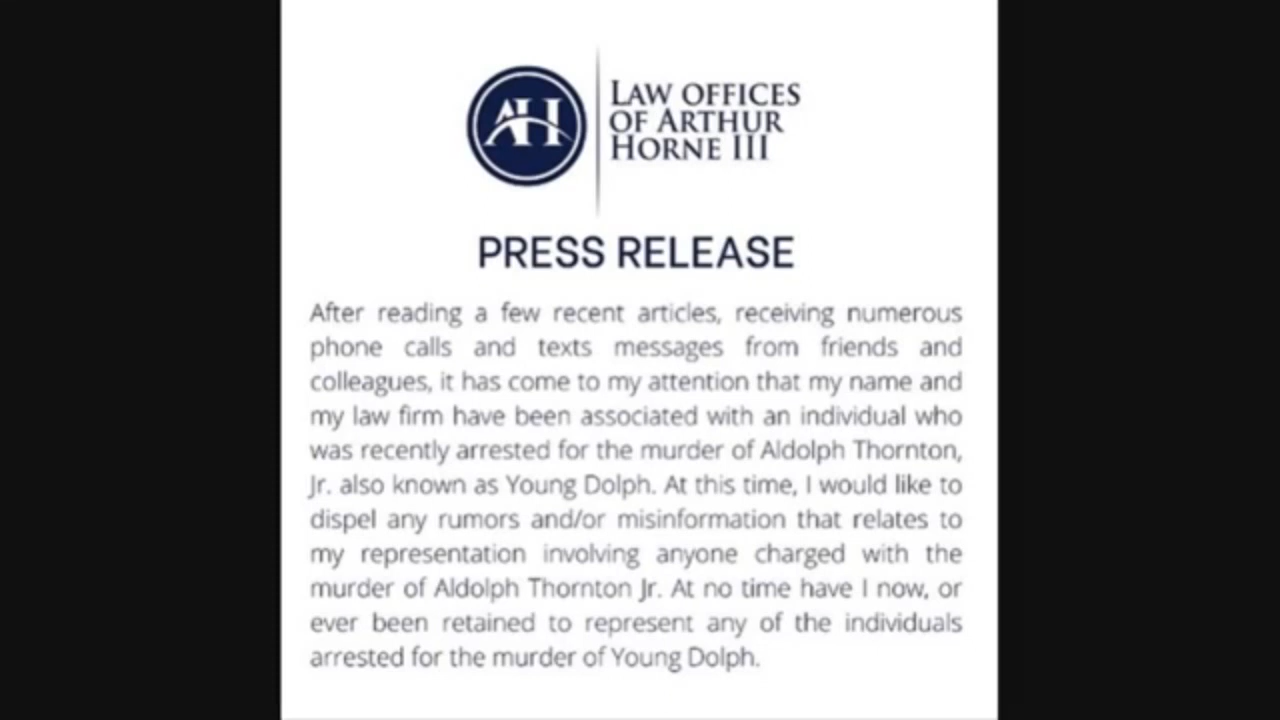 AH
LAW OFFICES
OF ARTHUR
HORNE III
PRESS RELEASE
After reading a few recent articles, receiving numerous
phone calls and texts messages from friends and
colleagues, it has come to my attention that my name and
my law firm have been associated with an individual who
was recently arrested for the murder of Aldolph Thornton,
Jr. also known as Young Dolph. At this time, I would like to
dispel any rumors and/or misinformation that relates to
my representation involving anyone charged with the
murder of Aldolph Thornton Jr. At no time have I now, or
ever been retained to represent any of the individuals
arrested for the murder of Young Dolph.